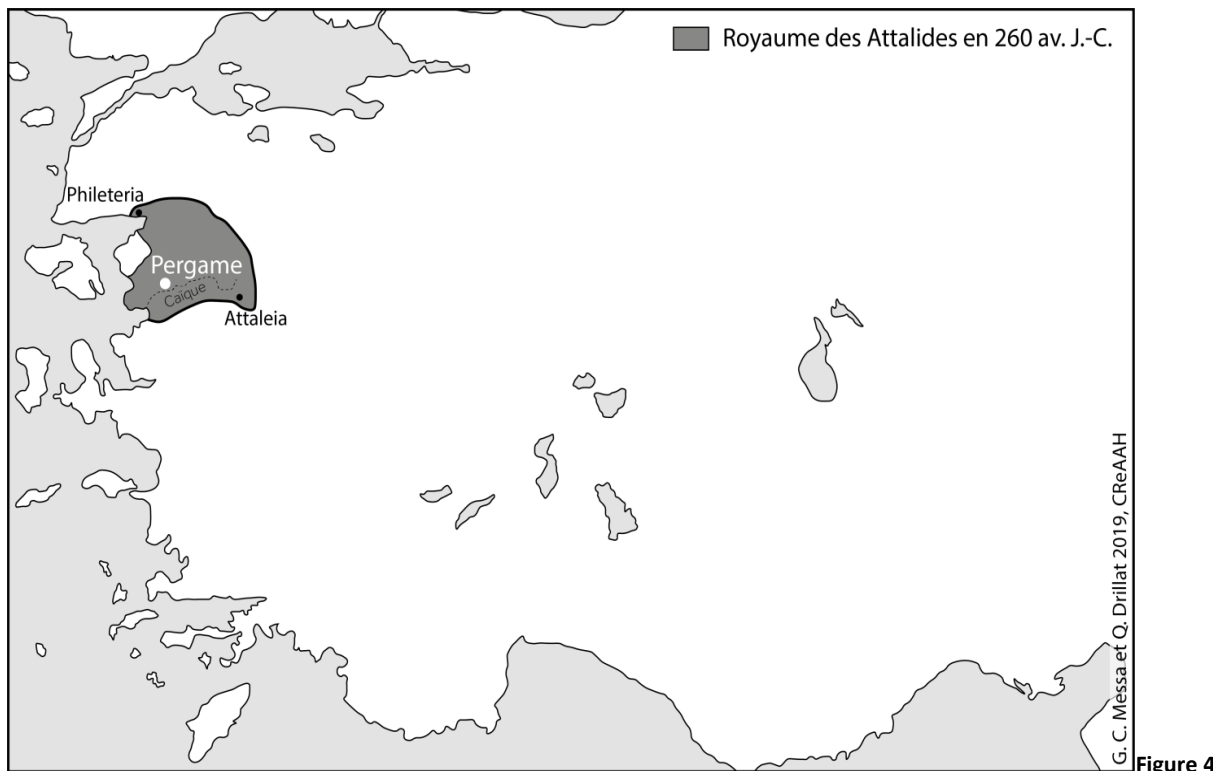 Royaume des Attalides en 260 av. J.-C.
Phileteria
Pergame
Caïque
Attaleia
G. C. Messa et Q. Drillat 2019, CReAAH
Figure 4